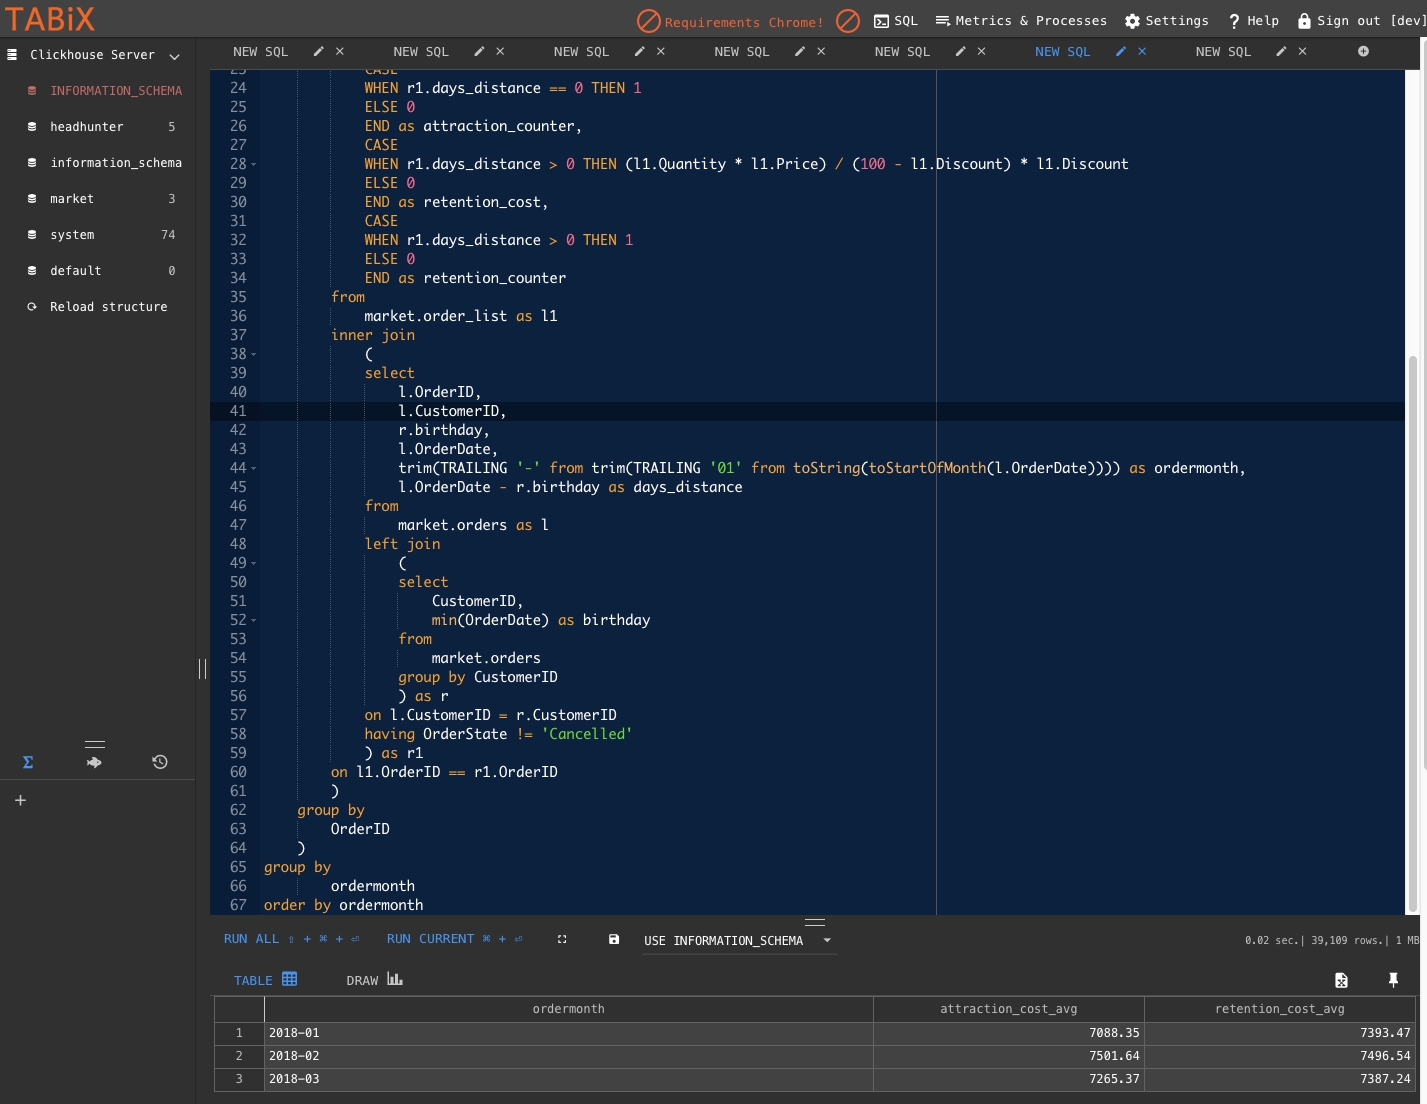 TABiX
Requirements Chrome! SQL Metrics & Processes Settings Help Sign out [dev]
Clickhouse Server
INFORMATION_SCHEMA
headhunter 5
information_schema
market 3
system 74
default 0
Reload structure
NEW SQL NEW SQL NEW SQL NEW SQL NEW SQL NEW SQL NEW SQL
23 CASE
24 WHEN r1.days_distance == 0 THEN 1
25 ELSE 0
26 END as attraction_counter,
27 CASE
28 WHEN r1.days_distance > 0 THEN (l1.Quantity * l1.Price) / (100 - l1.Discount) * l1.Discount
29 ELSE 0
30 END as retention_cost,
31 CASE
32 WHEN r1.days_distance > 0 THEN 1
33 ELSE 0
34 END as retention_counter
35 from
36 market.order_list as l1
37 inner join
38 (
39 select
40 l.OrderID,
41 l.CustomerID,
42 r.birthday,
43 l.OrderDate,
44 trim(TRAILING '-' from trim(TRAILING '01' from toString(toStartOfMonth(l.OrderDate)))) as ordermonth,
45 l.OrderDate - r.birthday as days_distance
46 from
47 market.orders as l
48 left join
49 (
50 select
51 CustomerID,
52 min(OrderDate) as birthday
53 from
54 market.orders
55 group by CustomerID
56 ) as r
57 on l.CustomerID = r.CustomerID
58 having OrderState != 'Cancelled'
59 ) as r1
60 on l1.OrderID == r1.OrderID
61 )
62 group by
63 OrderID
64 )
65 group by
66 ordermonth
67 order by ordermonth
RUN ALL ⇧ + ⌘ + ⏎ RUN CURRENT ⌘ + ⏎ USE INFORMATION_SCHEMA 0.02 sec.| 39,109 rows.| 1 MB
TABLE DRAW
ordermonth attraction_cost_avg retention_cost_avg
1 2018-01 7088.35 7393.47
2 2018-02 7501.64 7496.54
3 2018-03 7265.37 7387.24